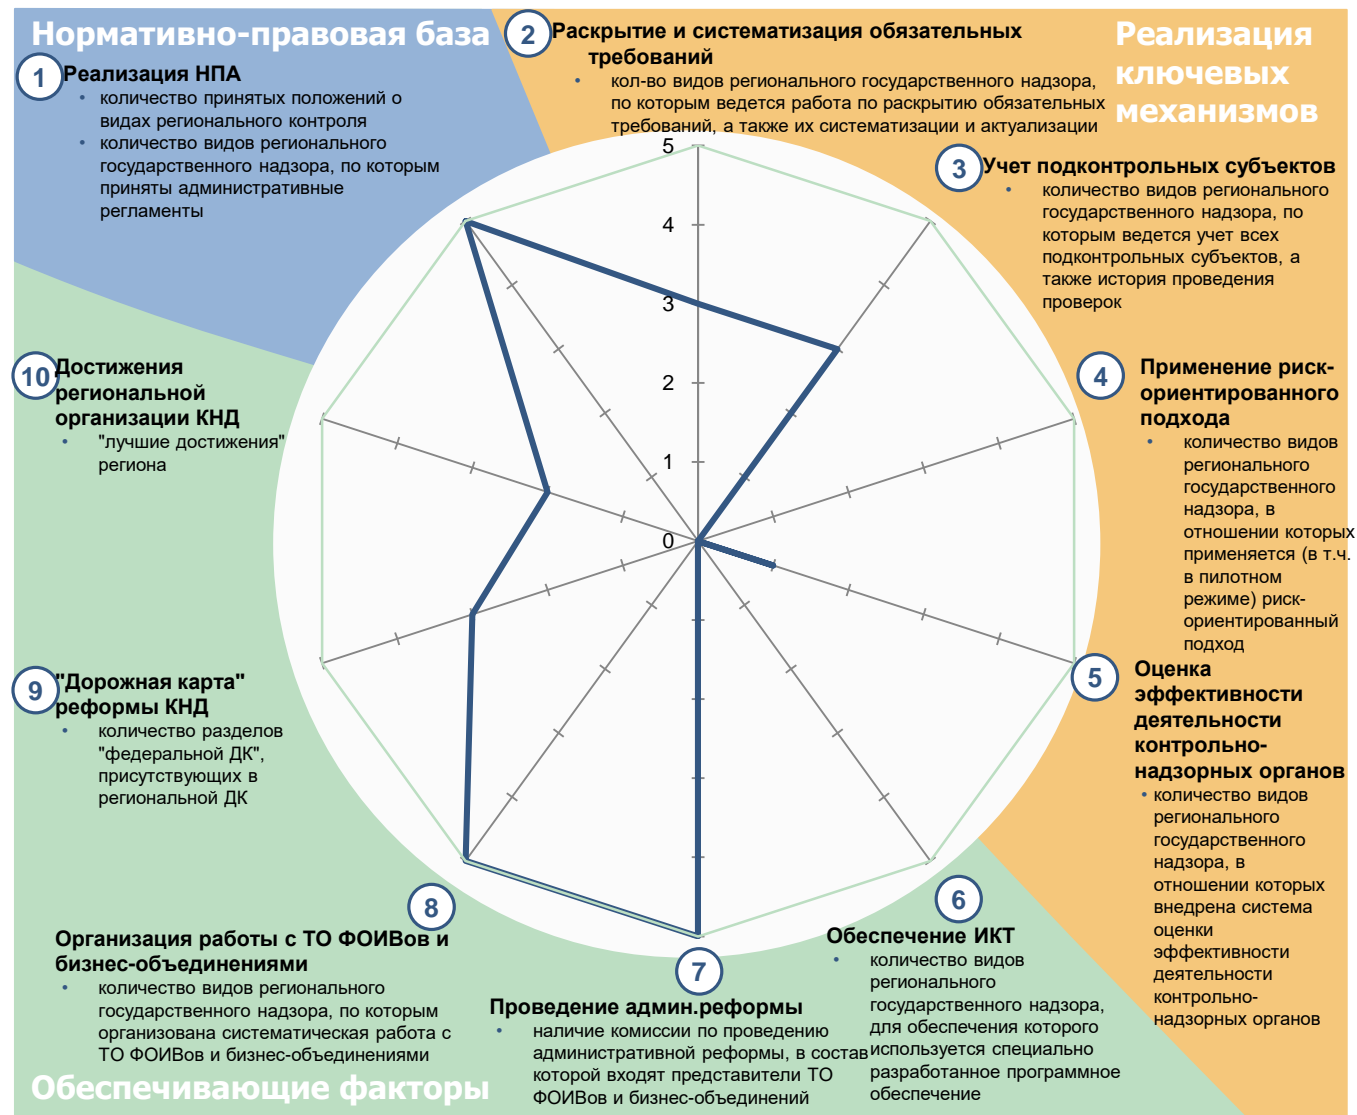 Нормативно-правовая база
1
Реализация НПА
• количество принятых положений о
видах регионального контроля
• количество видов регионального
государственного надзора, по которым
приняты административные
регламенты
2
Раскрытие и систематизация обязательных
требований
• кол-во видов регионального государственного надзора,
по которым ведется работа по раскрытию обязательных
требований, а также их систематизации и актуализации
Реализация
ключевых
механизмов
3
Учет подконтрольных субъектов
• количество видов регионального
государственного надзора, по
которым ведется учет всех
подконтрольных субъектов, а
также история проведения
проверок
4
Применение риск-
ориентированного
подхода
• количество видов
регионального
государственного
надзора, в
отношении которых
применяется (в т.ч.
в пилотном
режиме) риск-
ориентированный
подход
5
Оценка
эффективности
деятельности
контрольно-
надзорных органов
• количество видов
регионального
государственного
надзора, в
отношении которых
внедрена система
оценки
эффективности
деятельности
контрольно-
надзорных органов
6
Обеспечение ИКТ
• количество видов
регионального
государственного надзора,
для обеспечения которого
используется специально
разработанное программное
обеспечение
7
Проведение админ.реформы
• наличие комиссии по проведению
административной реформы, в состав
которой входят представители ТО
ФОИВов и бизнес-объединений
8
Организация работы с ТО ФОИВов и
бизнес-объединениями
• количество видов регионального
государственного надзора, по которым
организована систематическая работа с
ТО ФОИВов и бизнес-объединениями
Обеспечивающие факторы
9
"Дорожная карта"
реформы КНД
• количество разделов
"федеральной ДК",
присутствующих в
региональной ДК
10
Достижения
региональной
организации КНД
• "лучшие достижения"
региона
5
4
3
2
1
0